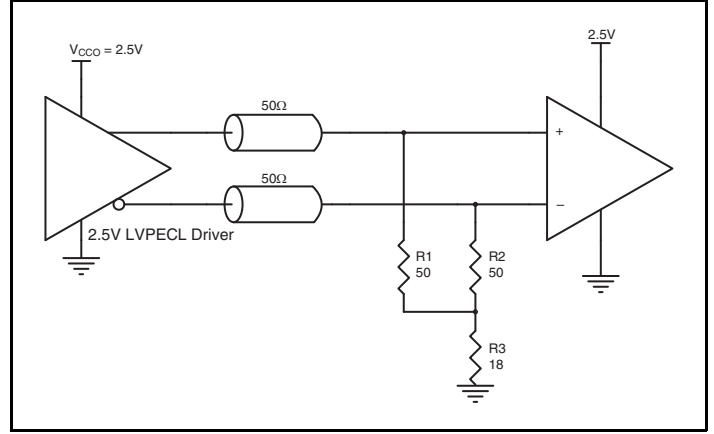 V_CCO = 2.5V
2.5V
50Ω
+
50Ω
–
2.5V LVPECL Driver
R1
50
R2
50
R3
18